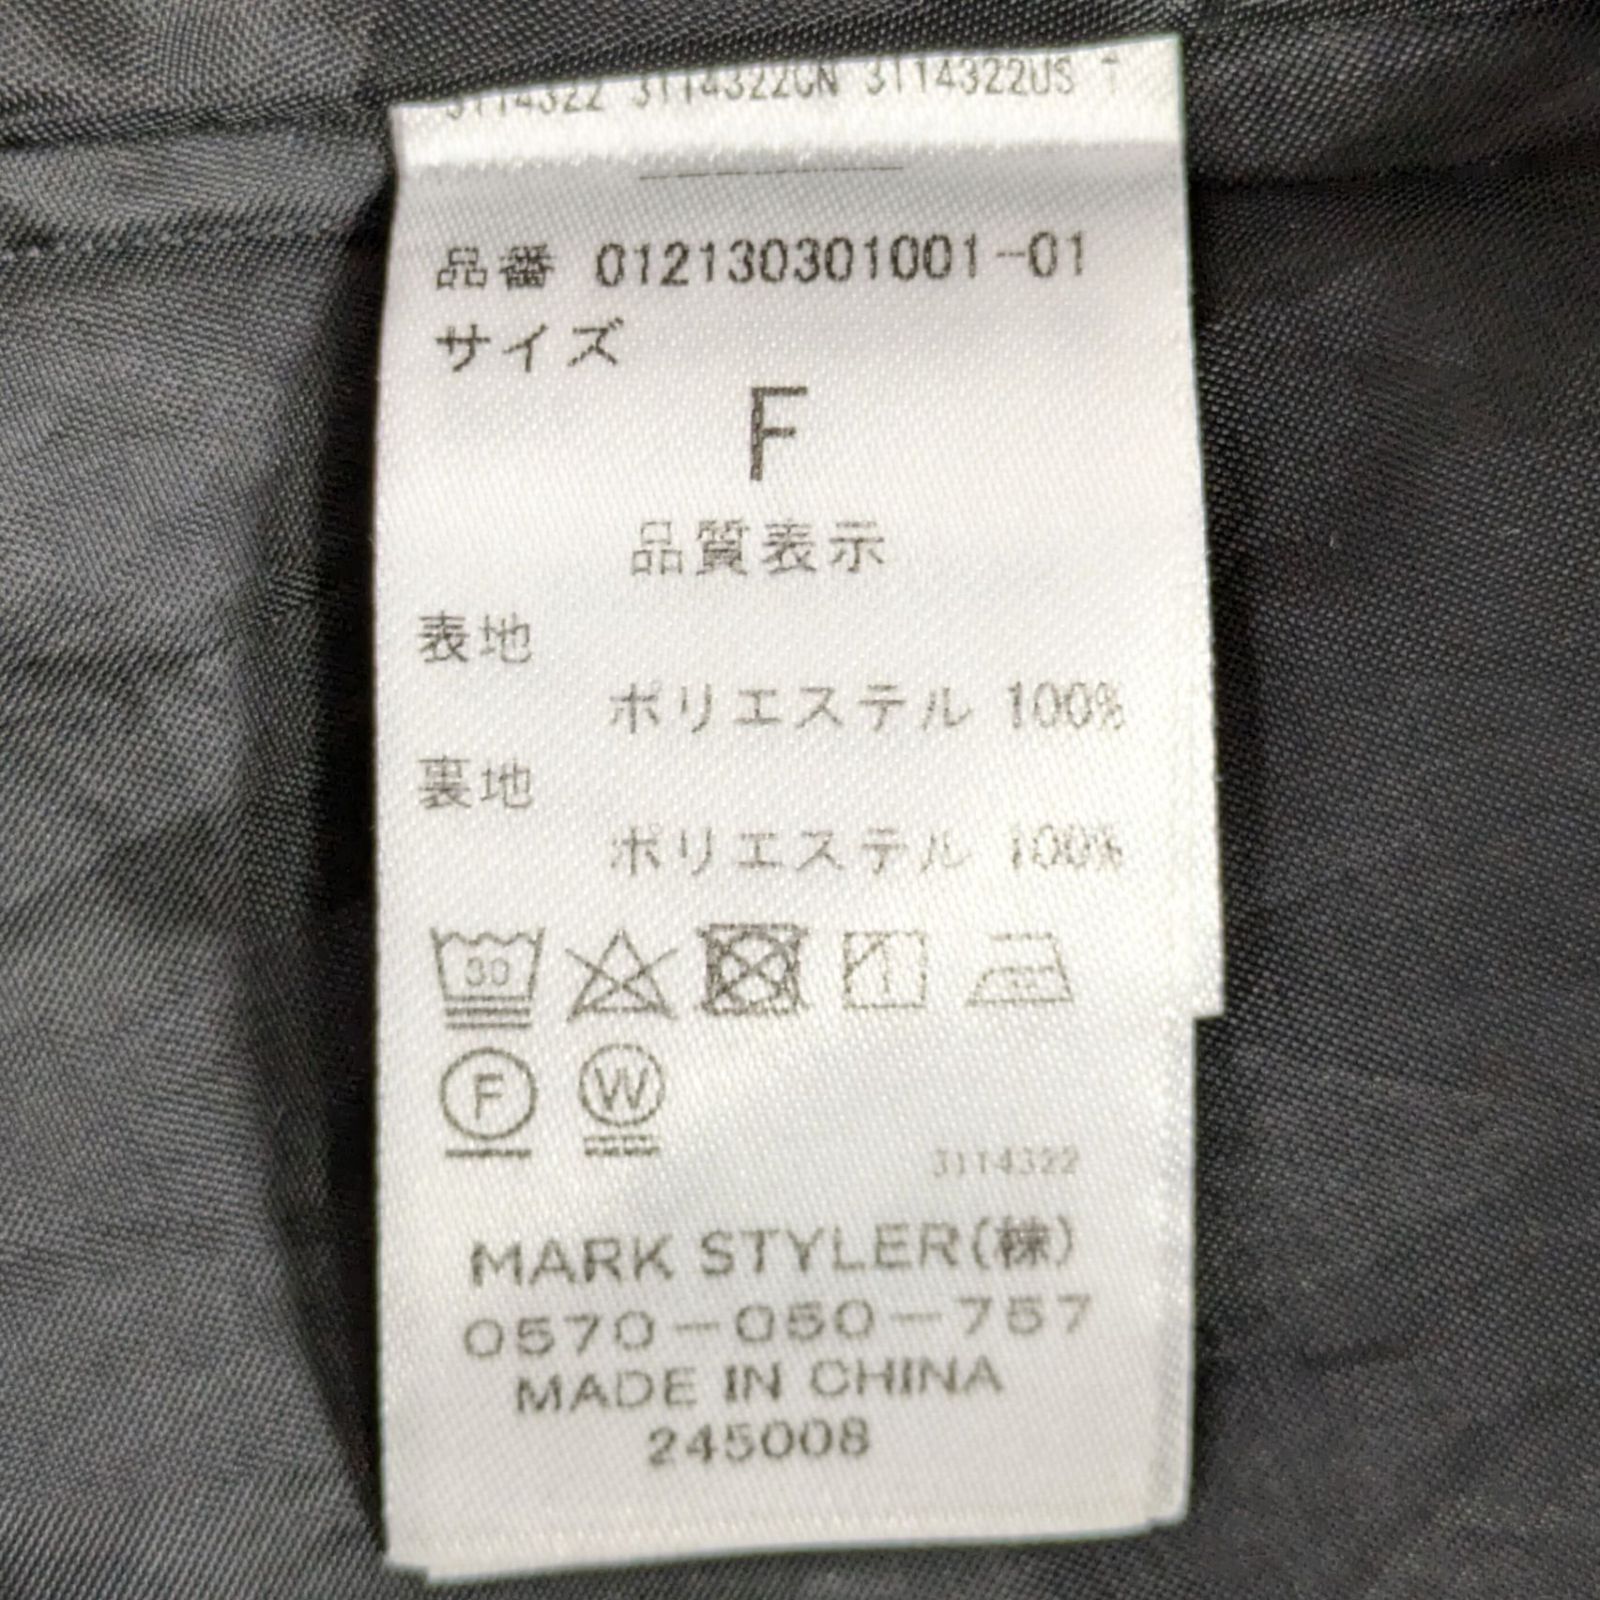 3114322 3114322CN 3114322US T
品番 012130301001-01
サイズ
F
品質表示
表地
ポリエステル 100%
裏地
ポリエステル 100%
30
F W
3114322
MARK STYLER(株)
0570-050-757
MADE IN CHINA
245008